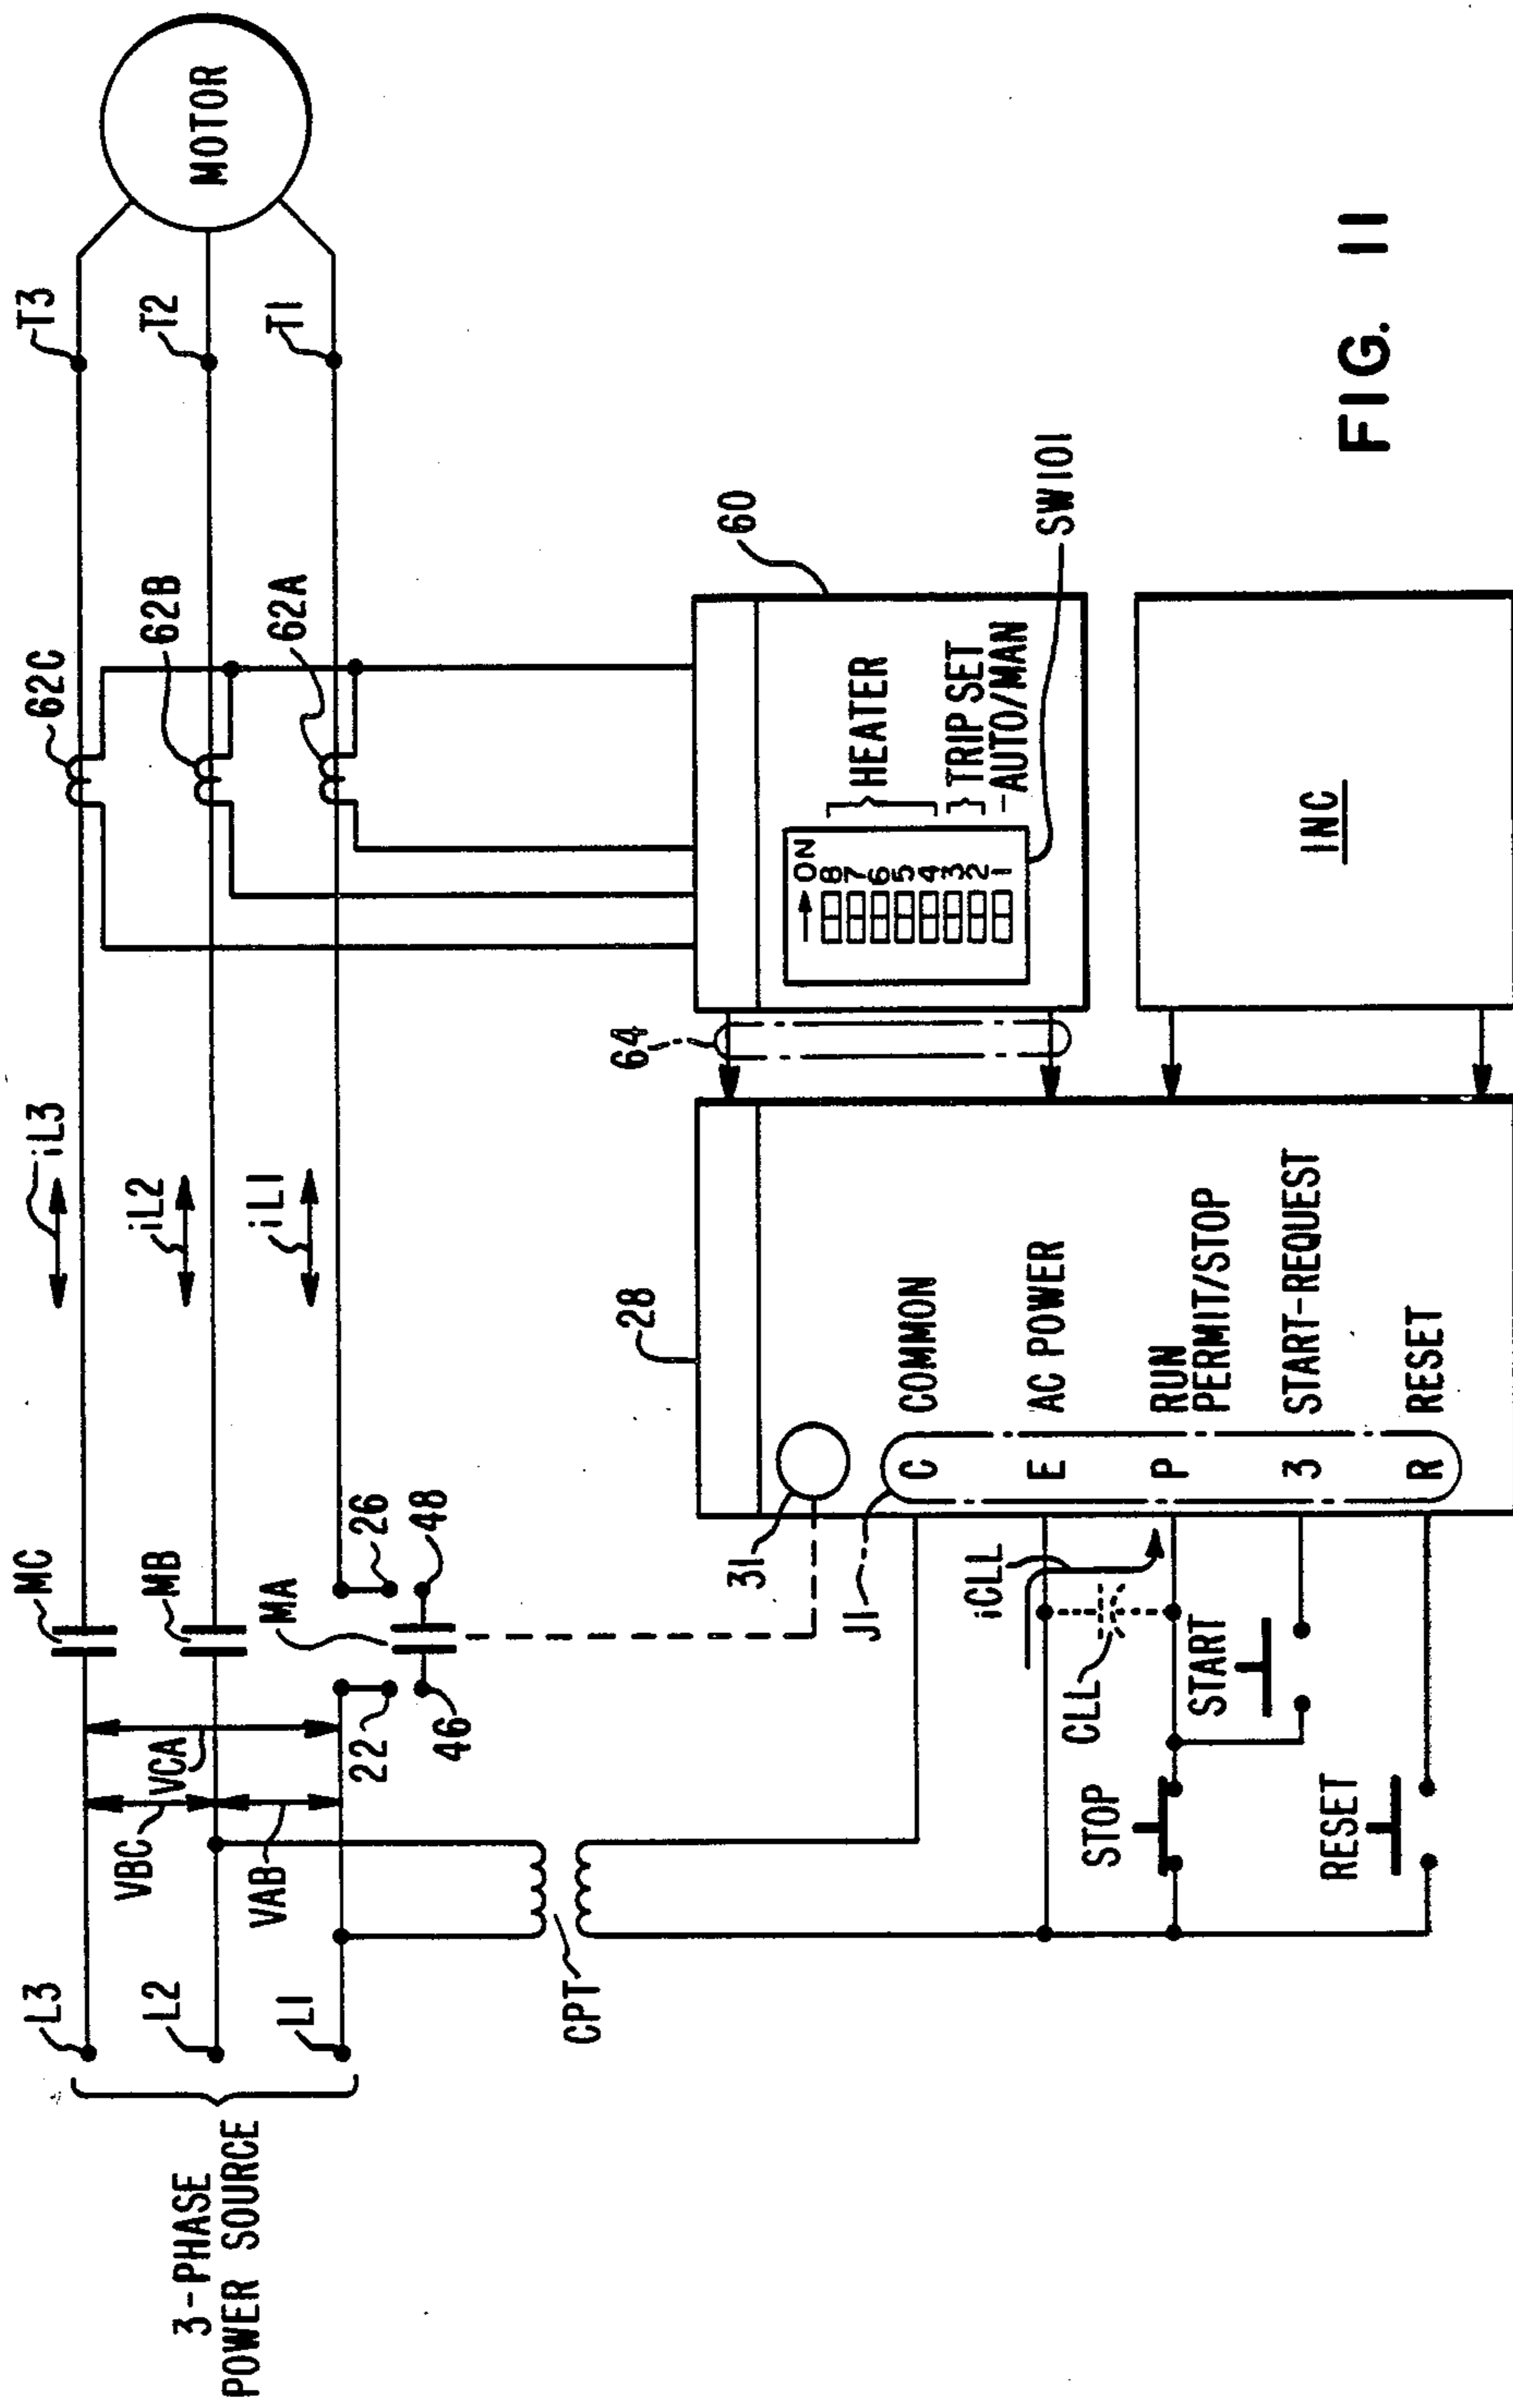 3-PHASE
POWER SOURCE
L3
L2
L1
VBC
VCA
VAB
MC
MB
MA
22
26
46
48
iL3
iL2
iL1
62C
62B
62A
T3
T2
T1
MOTOR
CPT
28
31
J1
C COMMON
E AC POWER
P RUN
PERMIT/STOP
3 START-REQUEST
R RESET
iCLL
CLL
STOP
START
RESET
64
60
ON
8
7
6
5
4
3
2
1
HEATER
TRIP SET
AUTO/MAN
SW101
INC
FIG. 11